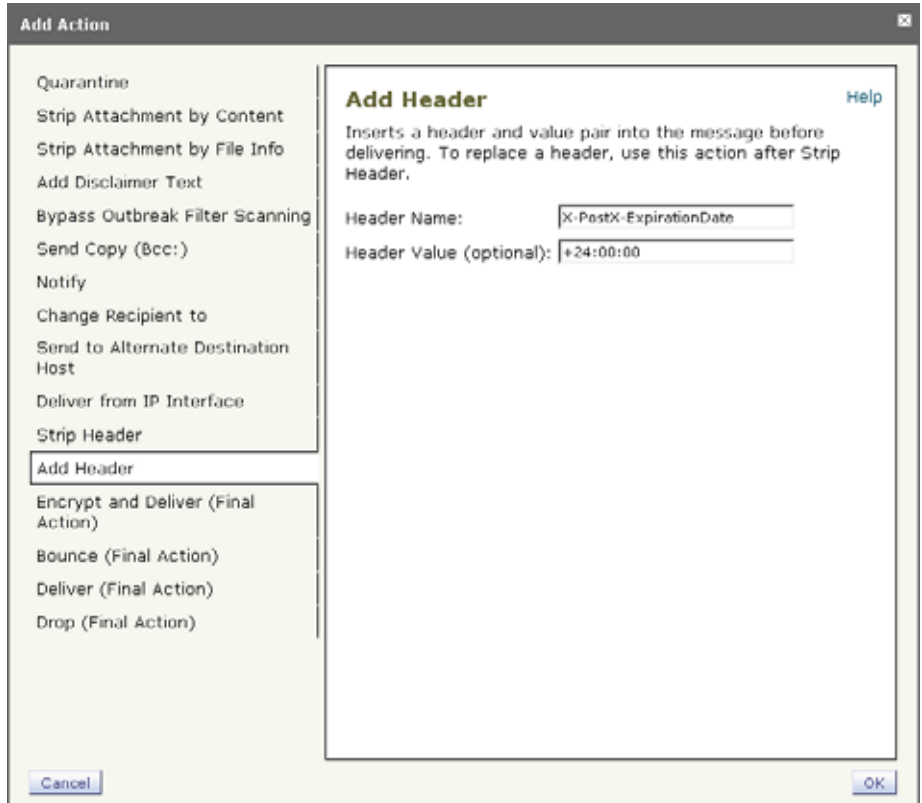 Add Action
Quarantine
Strip Attachment by Content
Strip Attachment by File Info
Add Disclaimer Text
Bypass Outbreak Filter Scanning
Send Copy (Bcc:)
Notify
Change Recipient to
Send to Alternate Destination
Host
Deliver from IP Interface
Strip Header
Add Header
Encrypt and Deliver (Final
Action)
Bounce (Final Action)
Deliver (Final Action)
Drop (Final Action)
Add Header
Help
Inserts a header and value pair into the message before
delivering. To replace a header, use this action after Strip
Header.
Header Name: X-PostX-ExpirationDate
Header Value (optional): +24:00:00
Cancel
OK